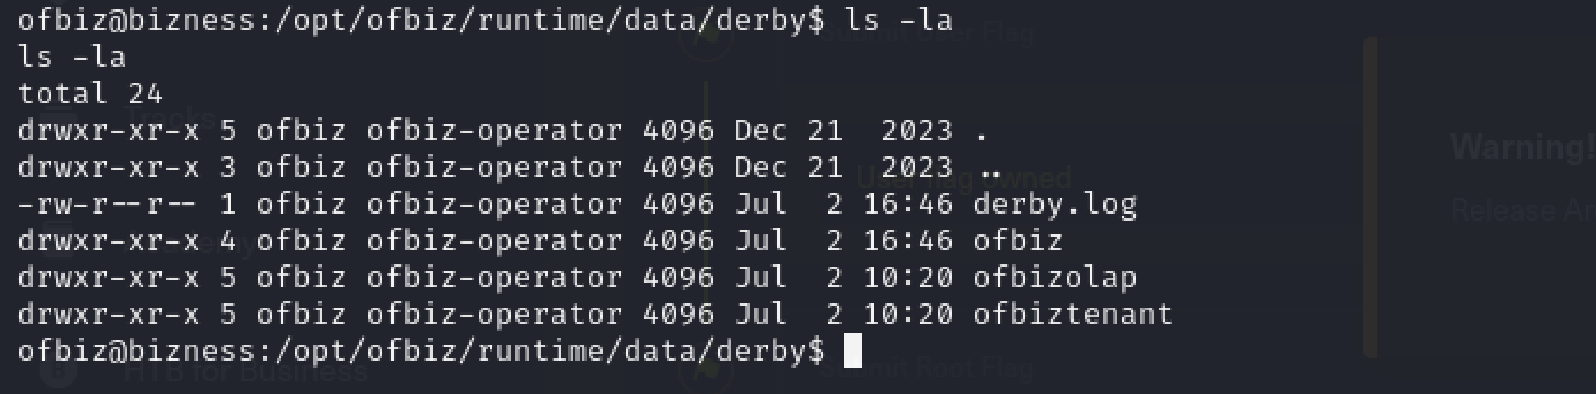 ofbiz@bizness:/opt/ofbiz/runtime/data/derby$ ls -la
Submit User Flag
ls -la
total 24
Tracks
drwxr-xr-x 5 ofbiz ofbiz-operator 4096 Dec 21  2023 .
Warning!
drwxr-xr-x 3 ofbiz ofbiz-operator 4096 Dec 21  2023 ..
User flag owned
-rw-r--r-- 1 ofbiz ofbiz-operator 4096 Jul  2 16:46 derby.log
Release
drwxr-xr-x 4 ofbiz ofbiz-operator 4096 Jul  2 16:46 ofbiz
drwxr-xr-x 5 ofbiz ofbiz-operator 4096 Jul  2 10:20 ofbizolap
drwxr-xr-x 5 ofbiz ofbiz-operator 4096 Jul  2 10:20 ofbiztenant
ofbiz@bizness:/opt/ofbiz/runtime/data/derby$
HTB for Business
Submit Root Flag